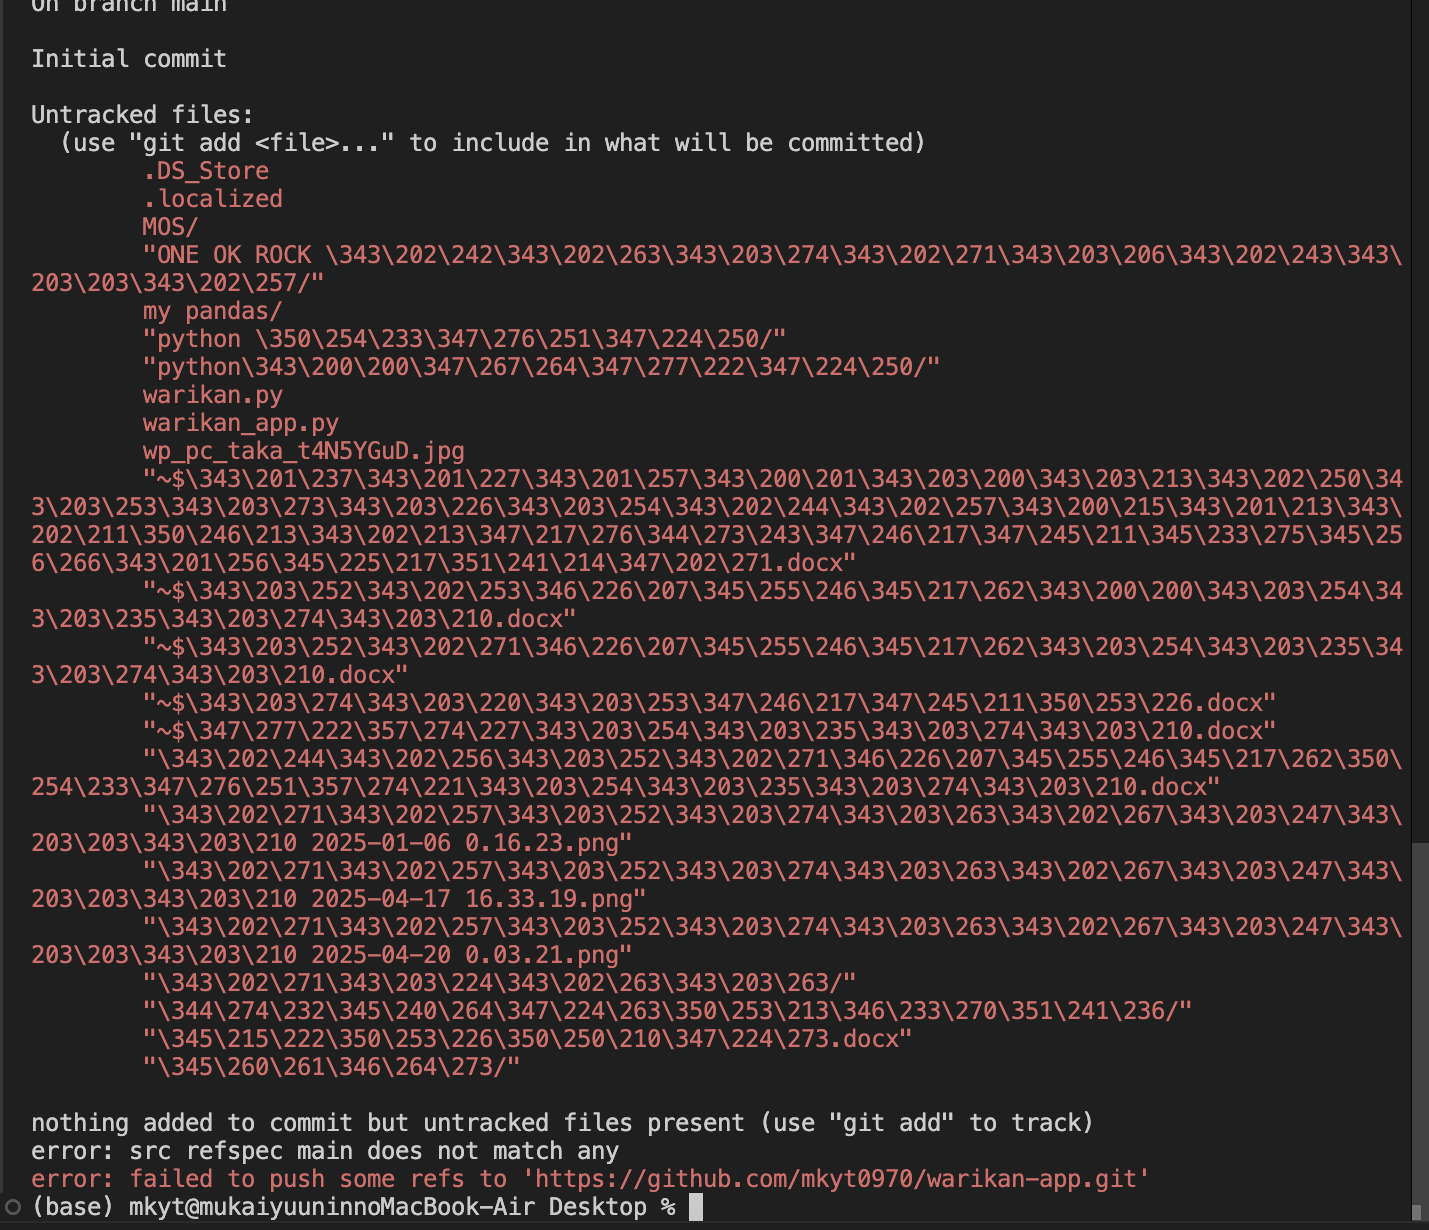 On branch main
Initial commit
Untracked files:
(use "git add <file>..." to include in what will be committed)
.DS_Store
.localized
MOS/
"ONE OK ROCK \343\202\242\343\202\263\343\203\274\343\202\271\343\203\206\343\202\243\343\
203\203\343\202\257/"
my pandas/
"python \350\254\233\347\276\251\347\224\250/"
"python\343\200\200\347\267\264\347\277\222\347\224\250/"
warikan.py
warikan_app.py
wp_pc_taka_t4N5YGuD.jpg
"~$\343\201\237\343\201\227\343\201\257\343\200\201\343\203\200\343\203\213\343\202\250\34
3\203\253\343\203\273\343\203\226\343\203\254\343\202\244\343\202\257\343\200\215\343\201\213\343\
202\211\350\246\213\343\202\213\347\217\276\344\273\243\347\246\217\347\245\211\345\233\275\345\25
6\266\343\201\256\345\225\217\351\241\214\347\202\271.docx"
"~$\343\203\252\343\202\253\346\226\207\345\255\246\345\217\262\343\200\200\343\203\254\34
3\203\235\343\203\274\343\203\210.docx"
"~$\343\203\252\343\202\271\346\226\207\345\255\246\345\217\262\343\203\254\343\203\235\34
3\203\274\343\203\210.docx"
"~$\343\203\274\343\203\220\343\203\253\347\246\217\347\245\211\350\253\226.docx"
"~$\347\277\222\357\274\227\343\203\254\343\203\235\343\203\274\343\203\210.docx"
"\343\202\244\343\202\256\343\203\252\343\202\271\346\226\207\345\255\246\345\217\262\350\
254\233\347\276\251\357\274\221\343\203\254\343\203\235\343\203\274\343\203\210.docx"
"\343\202\271\343\202\257\343\203\252\343\203\274\343\203\263\343\202\267\343\203\247\343\
203\203\343\203\210 2025-01-06 0.16.23.png"
"\343\202\271\343\202\257\343\203\252\343\203\274\343\203\263\343\202\267\343\203\247\343\
203\203\343\203\210 2025-04-17 16.33.19.png"
"\343\202\271\343\202\257\343\203\252\343\203\274\343\203\263\343\202\267\343\203\247\343\
203\203\343\203\210 2025-04-20 0.03.21.png"
"\343\202\271\343\203\224\343\202\263\343\203\263/"
"\344\274\232\345\240\264\347\224\263\350\253\213\346\233\270\351\241\236/"
"\345\215\222\350\253\226\350\250\210\347\224\273.docx"
"\345\260\261\346\264\273/"
nothing added to commit but untracked files present (use "git add" to track)
error: src refspec main does not match any
error: failed to push some refs to 'https://github.com/mkyt0970/warikan-app.git'
(base) mkyt@mukaiyuuninnoMacBook-Air Desktop %